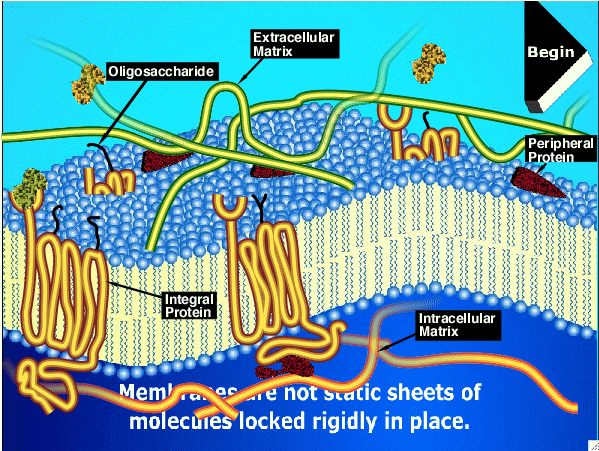 Extracellular
Matrix
Begin
Oligosaccharide
Peripheral
Protein
Integral
Protein
Intracellular
Matrix
Membranes are not static sheets of
molecules locked rigidly in place.